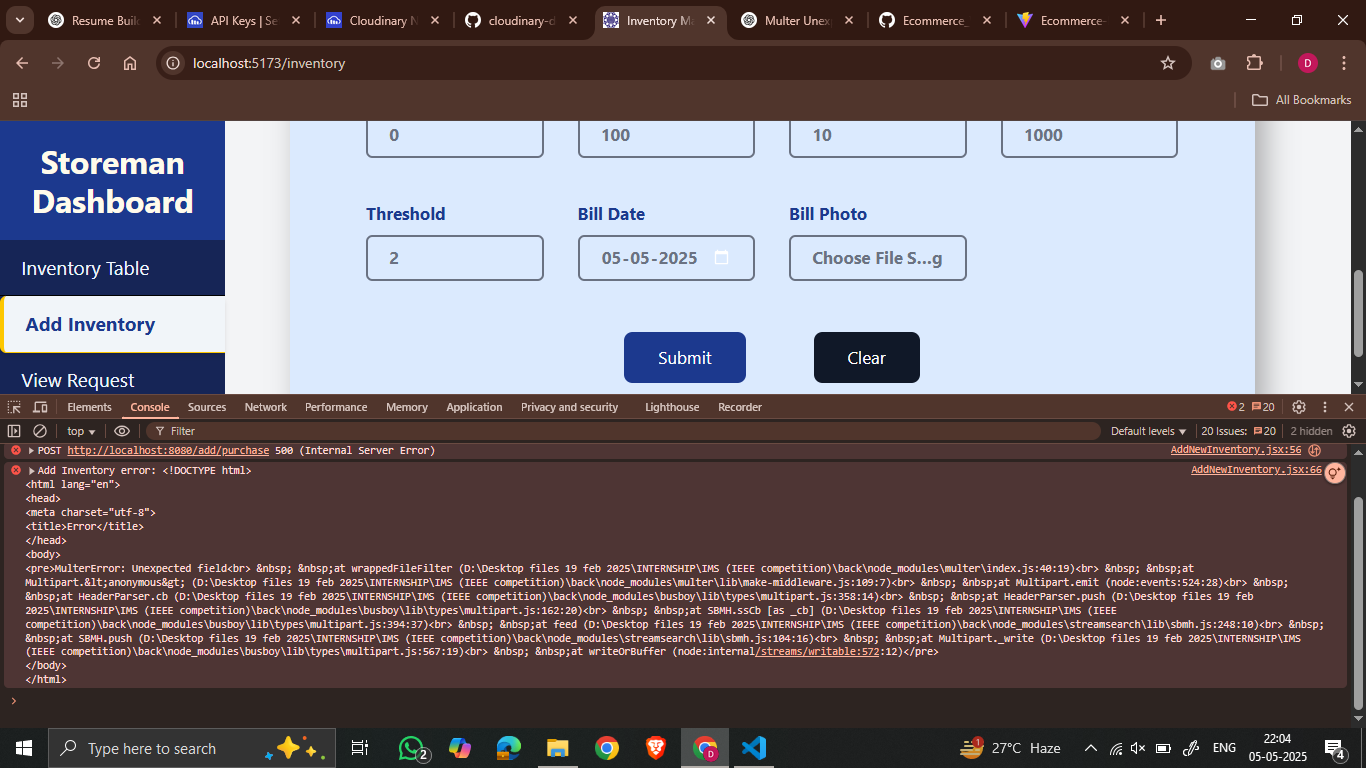 Resume Build
API Keys | Se
Cloudinary N
cloudinary-d
Inventory Ma
Multer Unexp
Ecommerce_
Ecommerce-
localhost:5173/inventory
D
All Bookmarks
Storeman
Dashboard
Inventory Table
Add Inventory
View Request
0
100
10
1000
Threshold
Bill Date
Bill Photo
2
05-05-2025
Choose File S...g
Submit
Clear
Elements
Console
Sources
Network
Performance
Memory
Application
Privacy and security
Lighthouse
Recorder
2
20
top
Filter
Default levels
20 Issues:
20
2 hidden
POST http://localhost:8080/add/purchase 500 (Internal Server Error)
AddNewInventory.jsx:56
Add Inventory error: <!DOCTYPE html>
AddNewInventory.jsx:66
<html lang="en">
<head>
<meta charset="utf-8">
<title>Error</title>
</head>
<body>
<pre>MulterError: Unexpected field<br> &nbsp; &nbsp;at wrappedFileFilter (D:\Desktop files 19 feb 2025\INTERNSHIP\IMS (IEEE competition)\back\node_modules\multer\index.js:40:19)<br> &nbsp; &nbsp;at
Multipart.&lt;anonymous&gt; (D:\Desktop files 19 feb 2025\INTERNSHIP\IMS (IEEE competition)\back\node_modules\multer\lib\make-middleware.js:109:7)<br> &nbsp; &nbsp;at Multipart.emit (node:events:524:28)<br> &nbsp;
&nbsp;at HeaderParser.cb (D:\Desktop files 19 feb 2025\INTERNSHIP\IMS (IEEE competition)\back\node_modules\busboy\lib\types\multipart.js:358:14)<br> &nbsp; &nbsp;at HeaderParser.push (D:\Desktop files 19 feb
2025\INTERNSHIP\IMS (IEEE competition)\back\node_modules\busboy\lib\types\multipart.js:162:20)<br> &nbsp; &nbsp;at SBMH.ssCb [as _cb] (D:\Desktop files 19 feb 2025\INTERNSHIP\IMS (IEEE
competition)\back\node_modules\busboy\lib\types\multipart.js:394:37)<br> &nbsp; &nbsp;at feed (D:\Desktop files 19 feb 2025\INTERNSHIP\IMS (IEEE competition)\back\node_modules\streamsearch\lib\sbmh.js:248:10)<br> &nbsp;
&nbsp;at SBMH.push (D:\Desktop files 19 feb 2025\INTERNSHIP\IMS (IEEE competition)\back\node_modules\streamsearch\lib\sbmh.js:104:16)<br> &nbsp; &nbsp;at Multipart._write (D:\Desktop files 19 feb 2025\INTERNSHIP\IMS
(IEEE competition)\back\node_modules\busboy\lib\types\multipart.js:567:19)<br> &nbsp; &nbsp;at writeOrBuffer (node:internal/streams/writable:572:12)</pre>
</body>
</html>
Type here to search
2
D
1
27°C Haze
ENG
22:04
05-05-2025
4